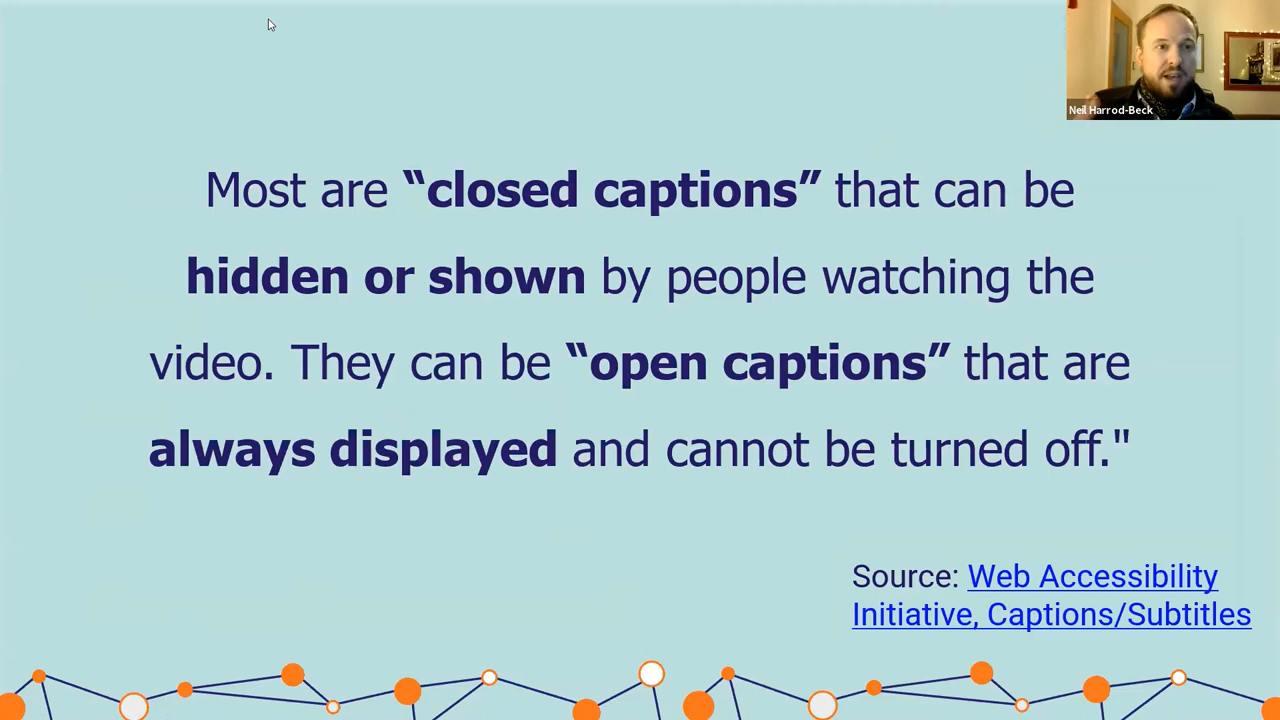 Neil Harrod-Beck
Most are “closed captions” that can be
hidden or shown by people watching the
video. They can be “open captions” that are
always displayed and cannot be turned off."
Source: Web Accessibility
Initiative, Captions/Subtitles